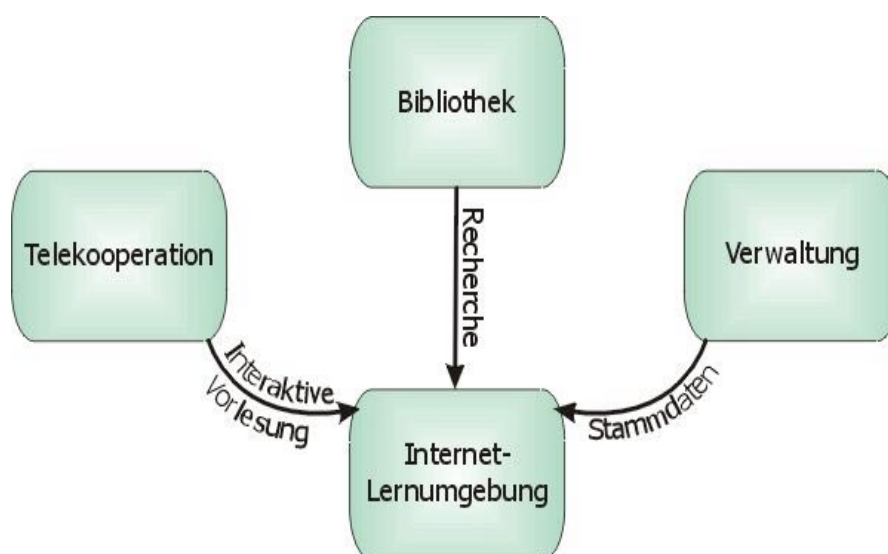 Bibliothek
Telekooperation
Verwaltung
Recherche
Interaktive
Vorlesung
Stammdaten
Internet-
Lernumgebung